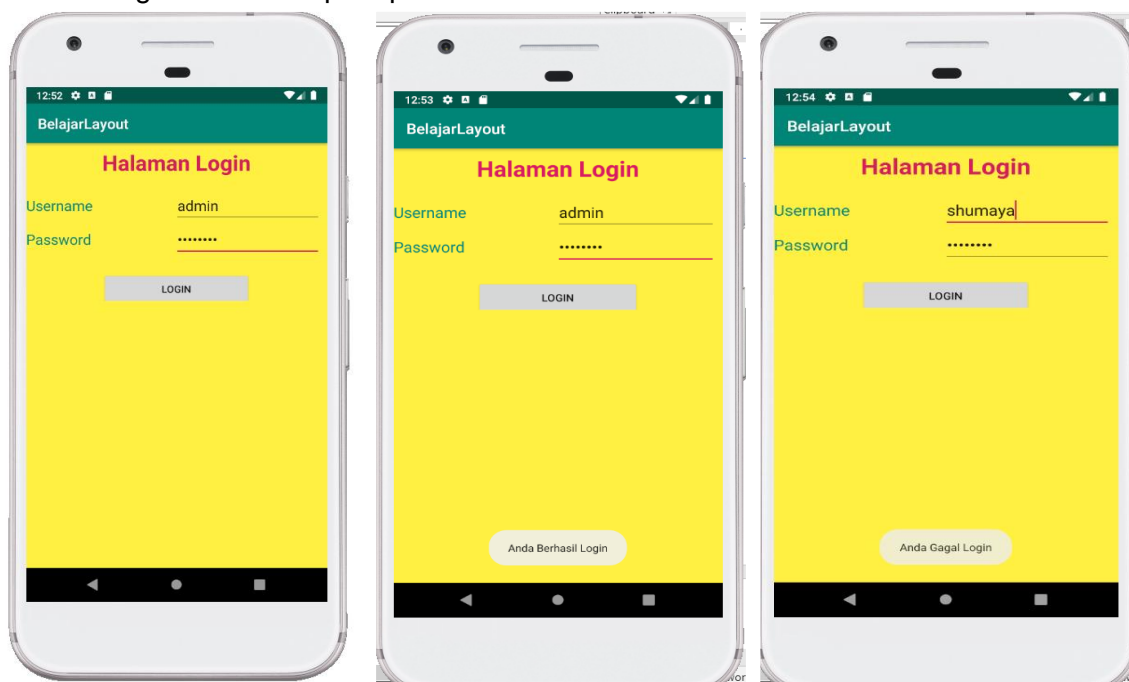 12:52
BelajarLayout
Halaman Login
Username admin
Password ••••••••
LOGIN
12:53
BelajarLayout
Halaman Login
Username admin
Password ••••••••
LOGIN
Anda Berhasil Login
12:54
BelajarLayout
Halaman Login
Username shumaya
Password ••••••••
LOGIN
Anda Gagal Login